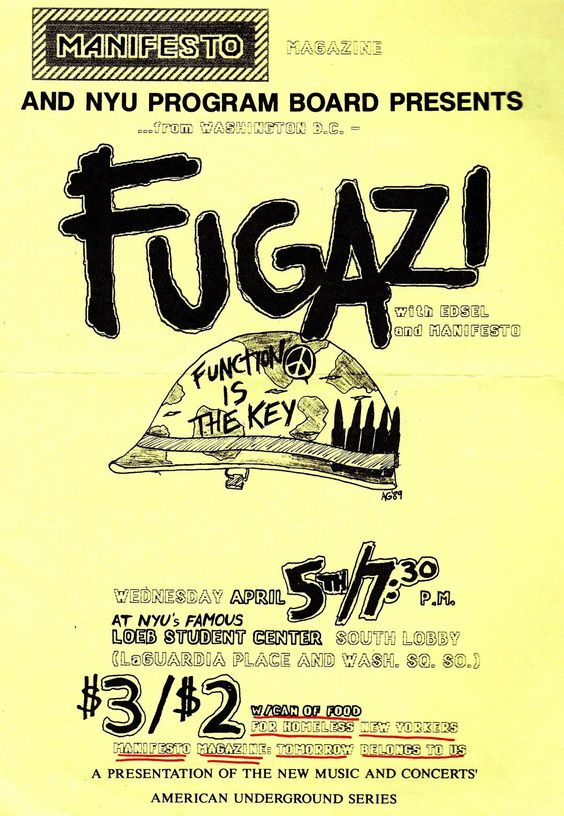 MANIFESTO MAGAZINE
AND NYU PROGRAM BOARD PRESENTS
...from WASHINGTON D.C. -
FUGAZI
with EDSEL
and MANIFESTO
FUNCTION
IS
THE KEY
AG'89
WEDNESDAY APRIL 5TH/7:30 P.M.
AT NYU's FAMOUS
LOEB STUDENT CENTER SOUTH LOBBY
(LaGUARDIA PLACE AND WASH. SQ. SO.)
$3/$2 W/CAN OF FOOD
FOR HOMELESS NEW YORKERS
MANIFESTO MAGAZINE: TOMORROW BELONGS TO US
A PRESENTATION OF THE NEW MUSIC AND CONCERTS'
AMERICAN UNDERGROUND SERIES